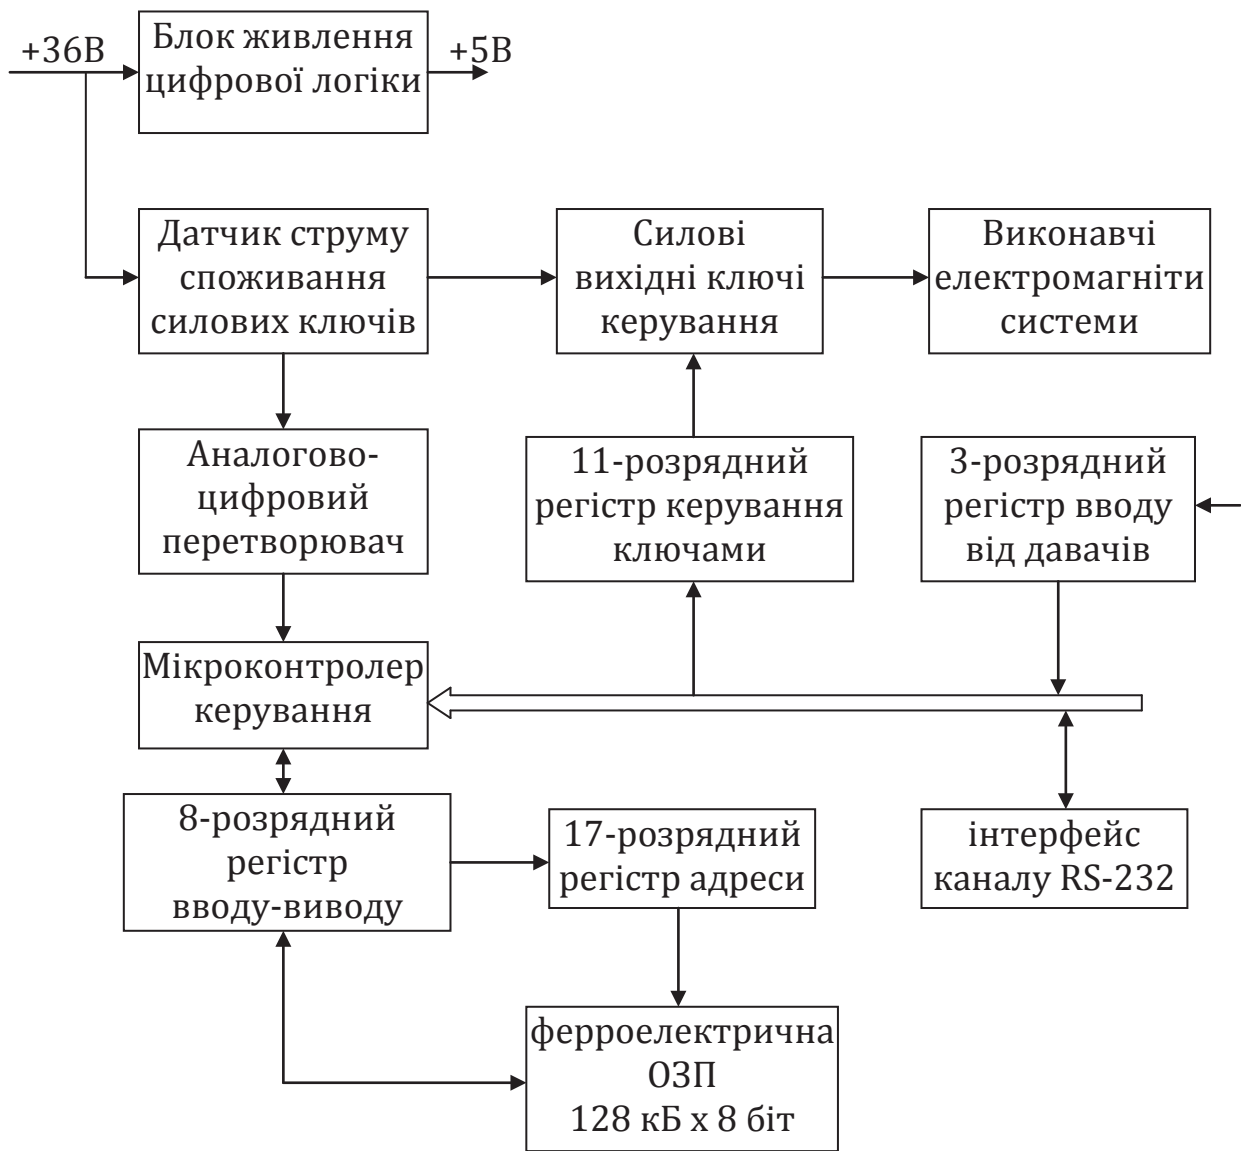 +36В
Блок живлення
цифрової логіки
+5В
Датчик струму
споживання
силових ключів
Силові
вихідні ключі
керування
Виконавчі
електромагніти
системи
Аналогово-
цифровий
перетворювач
11-розрядний
регістр керування
ключами
3-розрядний
регістр вводу
від давачів
Мікроконтролер
керування
8-розрядний
регістр
вводу-виводу
17-розрядний
регістр адреси
інтерфейс
каналу RS-232
ферроелектрична
ОЗП
128 кБ х 8 біт